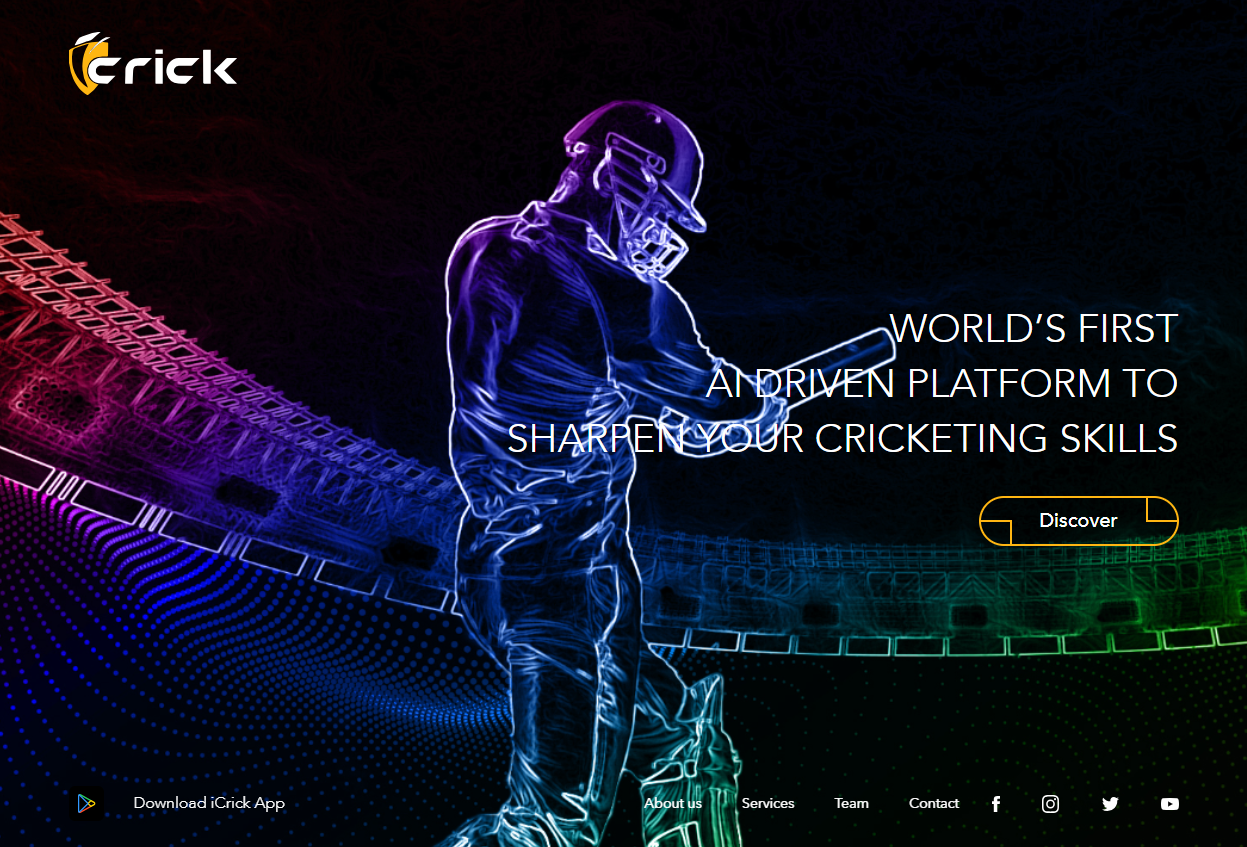 iCrick
WORLD’S FIRST
AI DRIVEN PLATFORM TO
SHARPEN YOUR CRICKETING SKILLS
Discover
Download iCrick App
About us
Services
Team
Contact